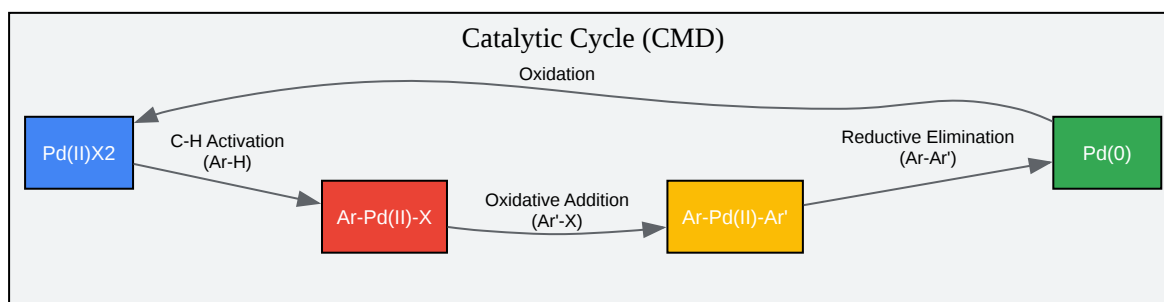 Catalytic Cycle (CMD)
Oxidation
Pd(II)X2
C-H Activation
(Ar-H)
Ar-Pd(II)-X
Oxidative Addition
(Ar'-X)
Ar-Pd(II)-Ar'
Reductive Elimination
(Ar-Ar')
Pd(0)